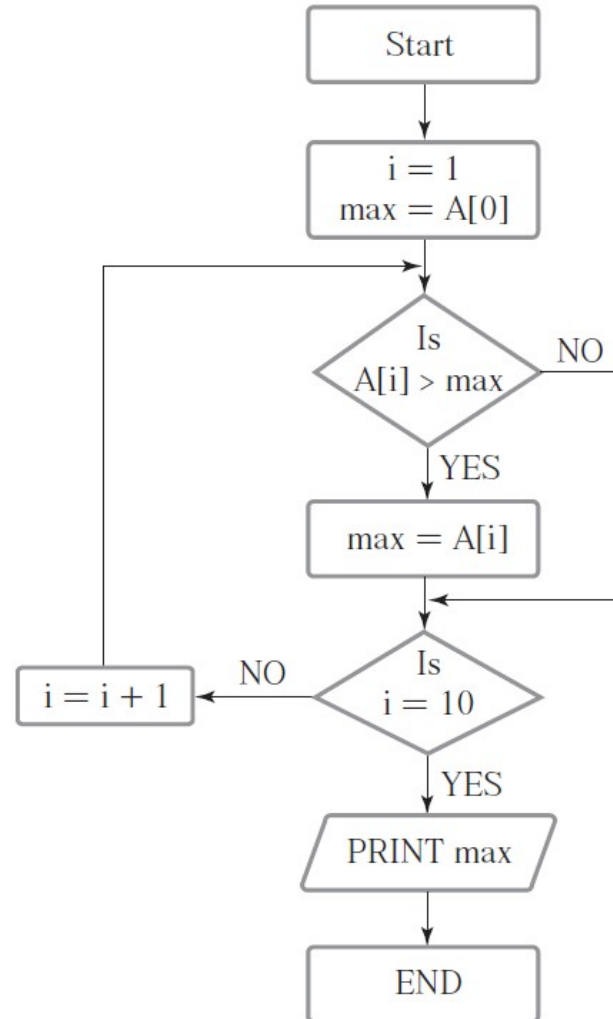 Start
i = 1
max = A[0]
Is
A[i] > max
NO
YES
max = A[i]
Is
i = 10
NO
i = i + 1
YES
PRINT max
END